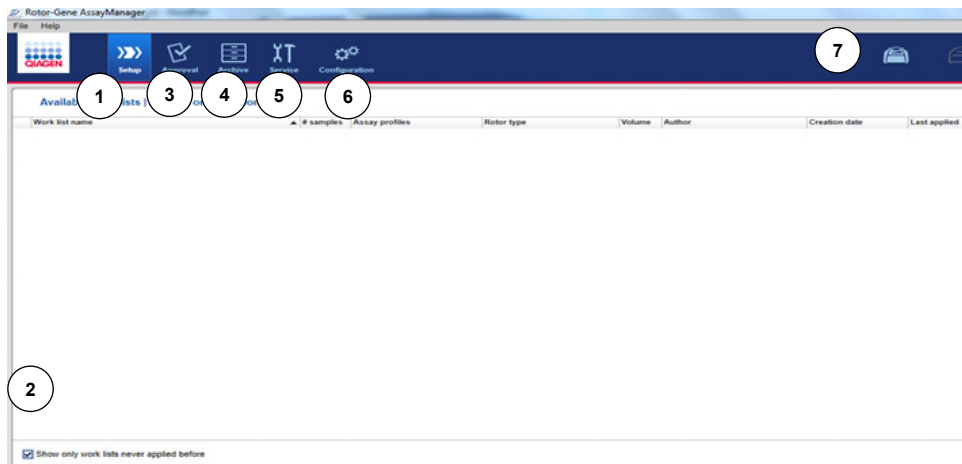 Rotor-Gene AssayManager
File Help
QIAGEN
Setup Approval Archive Service Configuration
7
1 3 4 5 6
Work list name # samples Assay profiles Rotor type Volume Author Creation date Last applied
2
Show only work lists never applied before